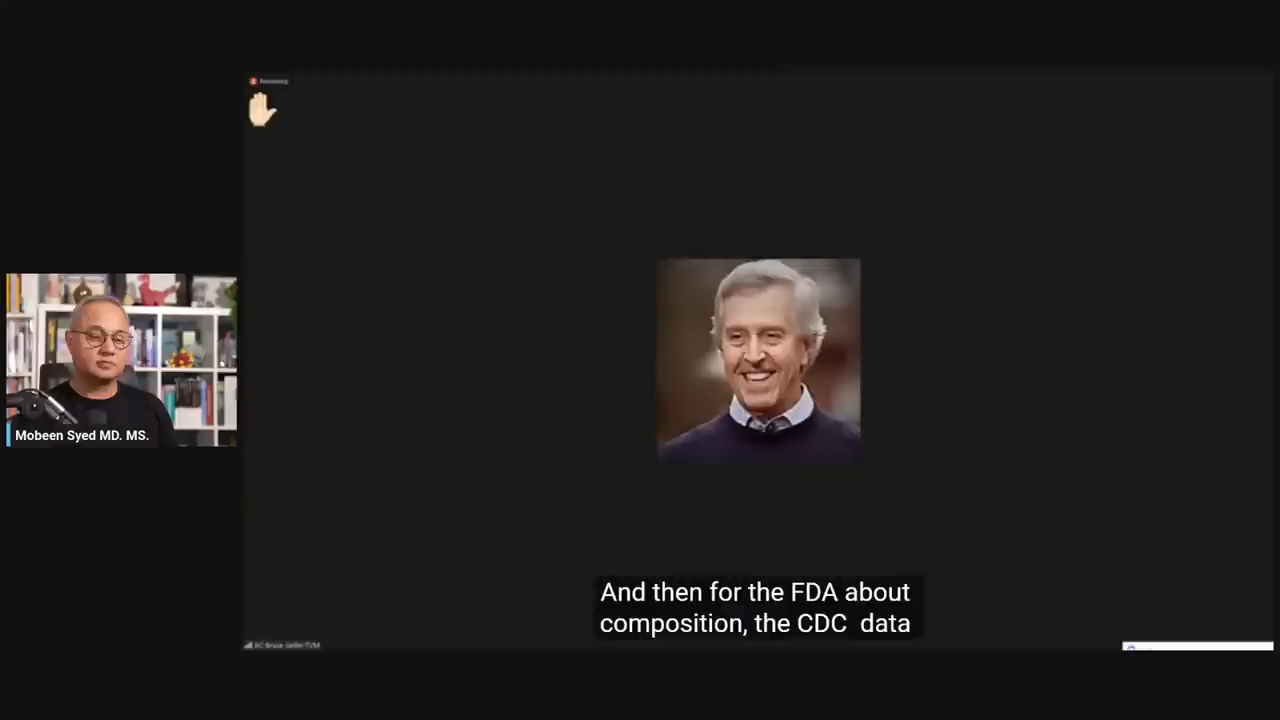 Mobeen Syed MD. MS.
And then for the FDA about
composition, the CDC  data